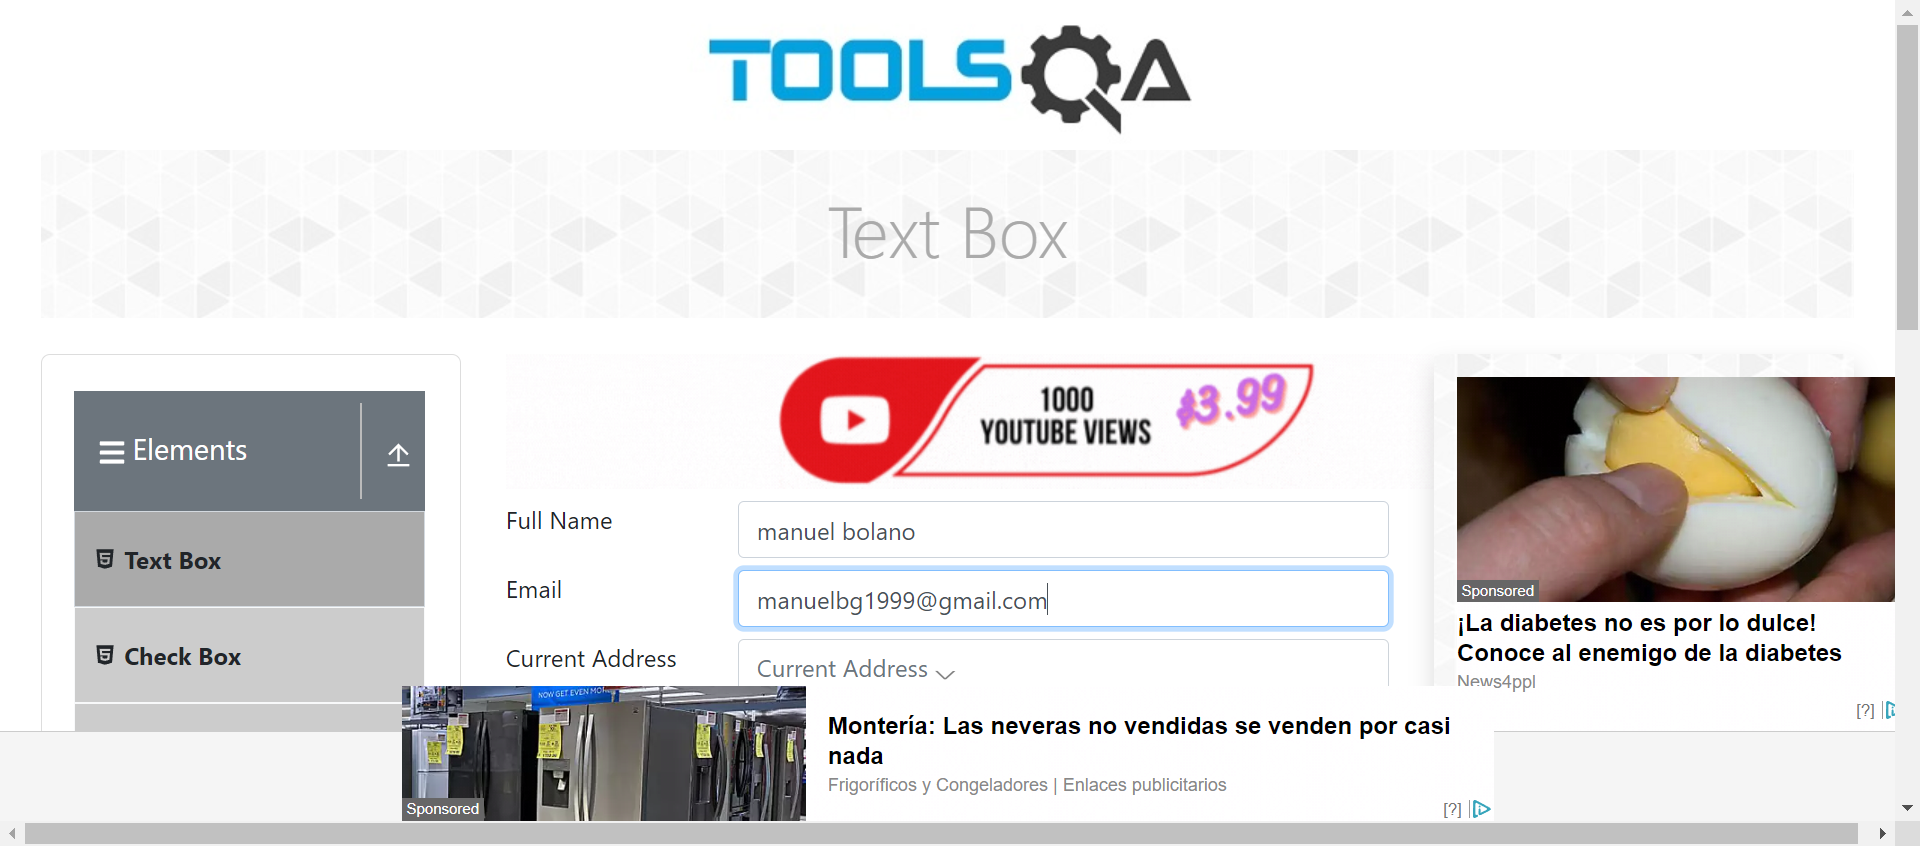 TOOLSQA
Text Box
Elements
Text Box
Check Box
1000
YOUTUBE VIEWS
$3.99
Full Name
manuel bolano
Email
manuelbg1999@gmail.com
Current Address
Current Address
Sponsored
¡La diabetes no es por lo dulce!
Conoce al enemigo de la diabetes
News4ppl
[?]
NOW GET EVEN MO
Sponsored
Montería: Las neveras no vendidas se venden por casi
nada
Frigoríficos y Congeladores | Enlaces publicitarios
[?]